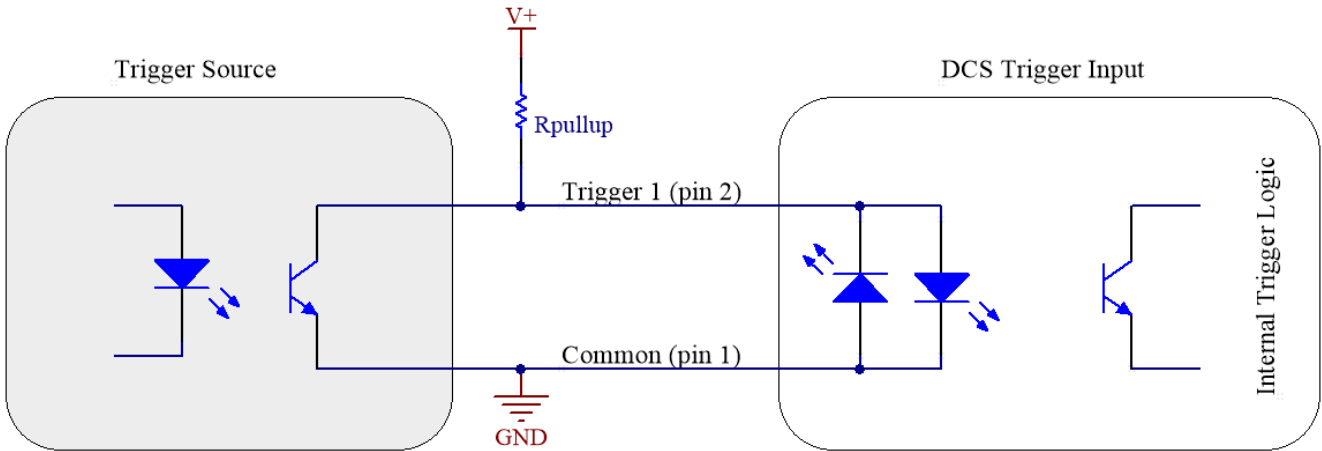 V+
Trigger Source
DCS Trigger Input
Rpullup
Trigger 1 (pin 2)
Internal Trigger Logic
Common (pin 1)
GND